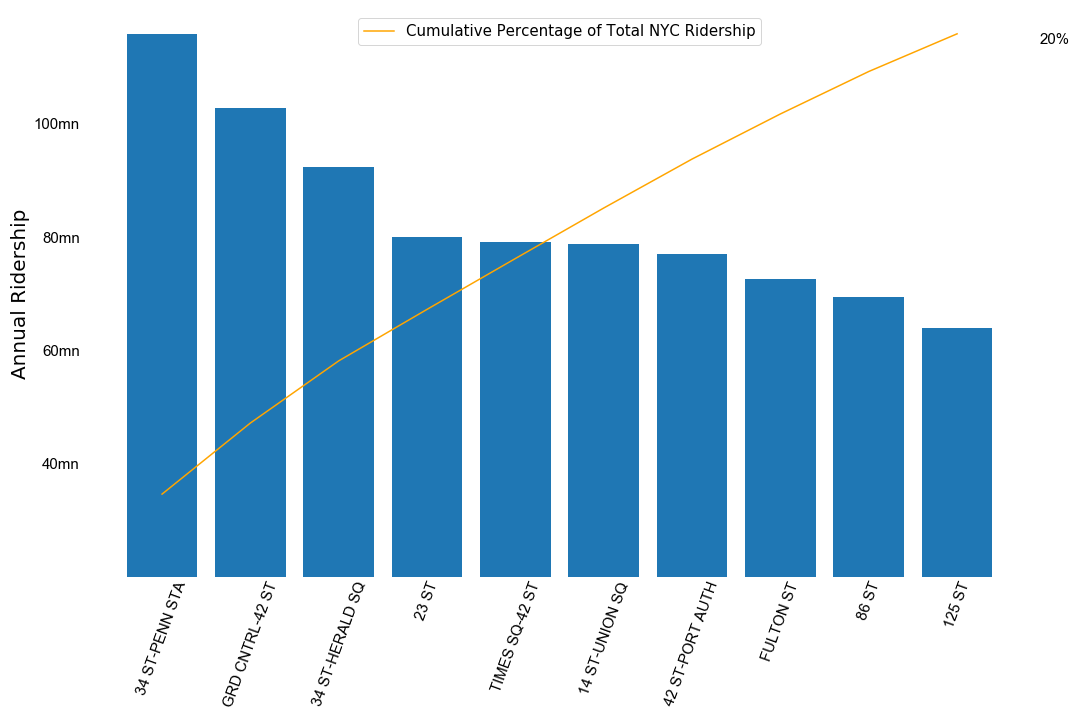 Cumulative Percentage of Total NYC Ridership
20%
100mn
80mn
60mn
40mn
Annual Ridership
34 ST-PENN STA
GRD CNTRL-42 ST
34 ST-HERALD SQ
23 ST
TIMES SQ-42 ST
14 ST-UNION SQ
42 ST-PORT AUTH
FULTON ST
86 ST
125 ST